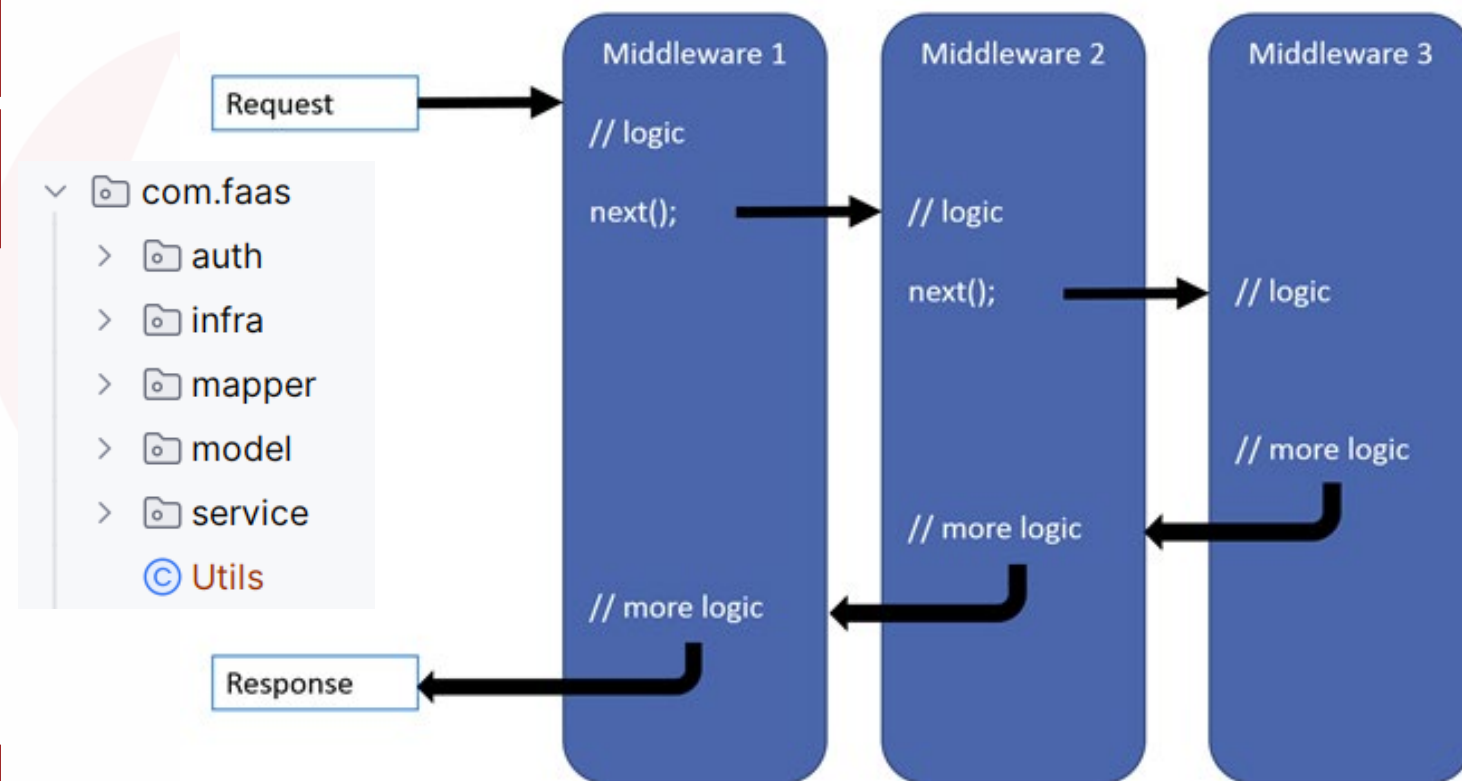 Request
com.faas
auth
infra
mapper
model
service
© Utils
Response
Middleware 1
// logic
next();
// more logic
Middleware 2
// logic
next();
// more logic
Middleware 3
// logic
// more logic